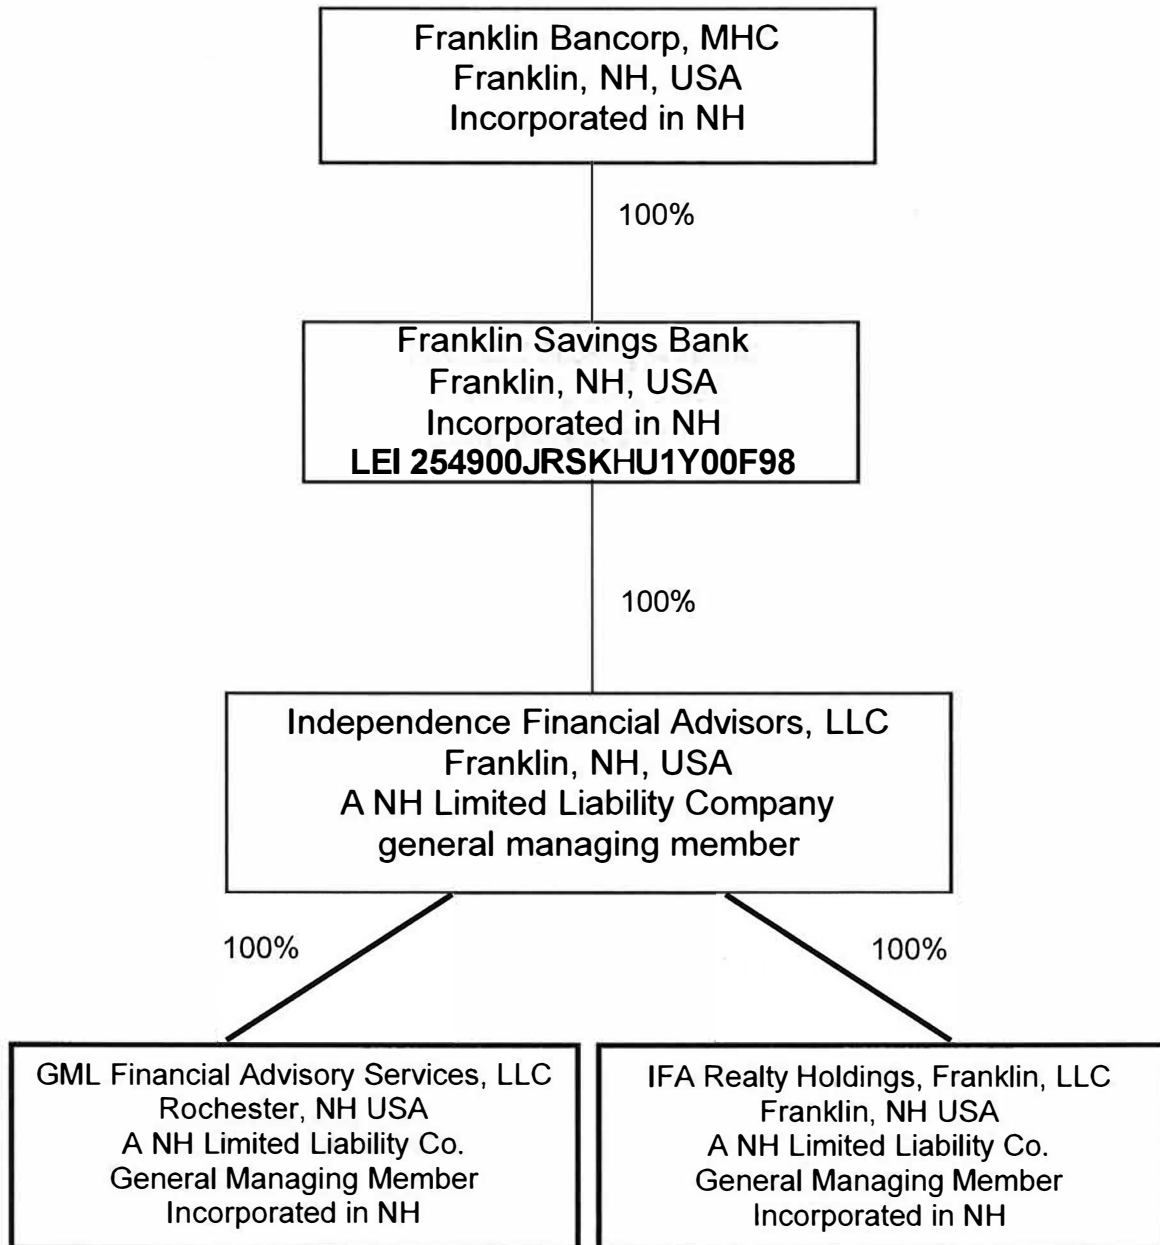 Franklin Bancorp, MHC
Franklin, NH, USA
Incorporated in NH
100%
Franklin Savings Bank
Franklin, NH, USA
Incorporated in NH
LEI 254900JRSKHU1Y00F98
100%
Independence Financial Advisors, LLC
Franklin, NH, USA
A NH Limited Liability Company
general managing member
100%
100%
GML Financial Advisory Services, LLC
Rochester, NH USA
A NH Limited Liability Co.
General Managing Member
Incorporated in NH
IFA Realty Holdings, Franklin, LLC
Franklin, NH USA
A NH Limited Liability Co.
General Managing Member
Incorporated in NH